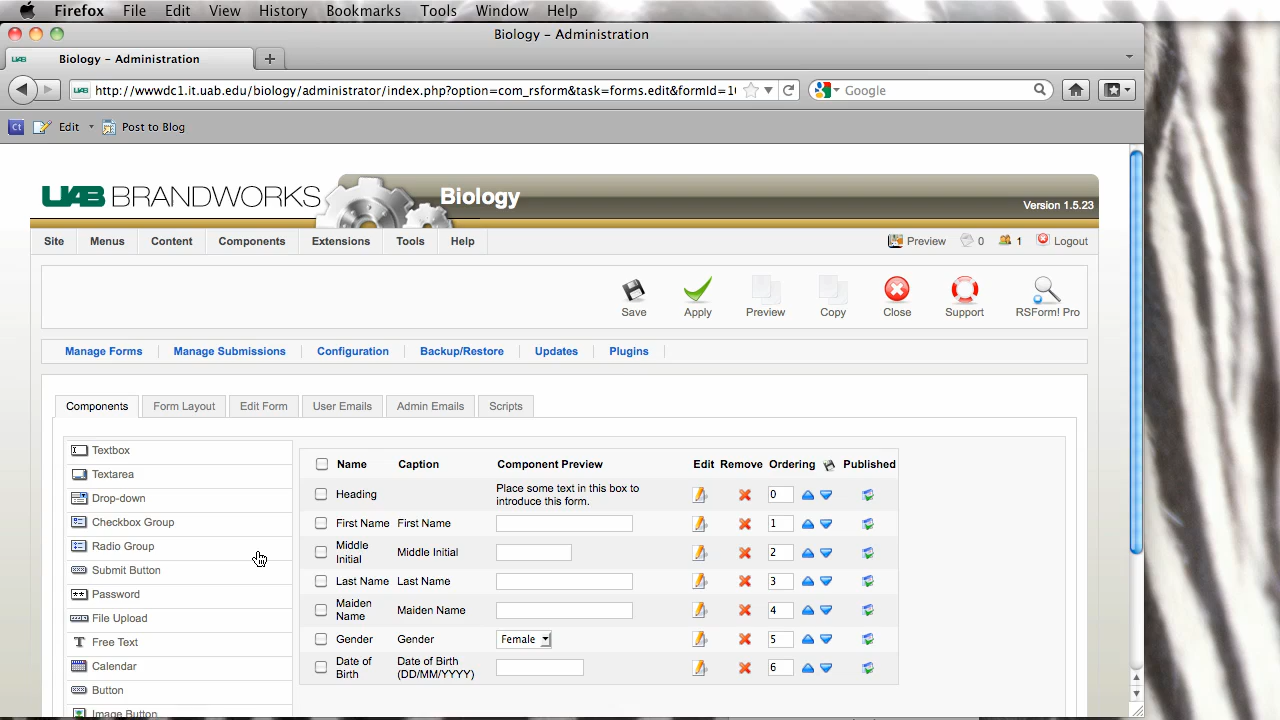 Firefox File Edit View History Bookmarks Tools Window Help
Biology – Administration
UAB Biology – Administration +
UAB http://wwwdc1.it.uab.edu/biology/administrator/index.php?option=com_rsform&task=forms.edit&formId=1 Google
Ct Edit Post to Blog
UAB BRANDWORKS Biology
Version 1.5.23
Site Menus Content Components Extensions Tools Help Preview 0 1 Logout
Save Apply Preview Copy Close Support RSForm! Pro
Manage Forms Manage Submissions Configuration Backup/Restore Updates Plugins
Components Form Layout Edit Form User Emails Admin Emails Scripts
Textbox
Textarea
Drop-down
Checkbox Group
Radio Group
Submit Button
Password
File Upload
Free Text
Calendar
Button
Image Button
Name Caption Component Preview Edit Remove Ordering Published
Heading Place some text in this box to
introduce this form. 0
First Name First Name 1
Middle
Initial Middle Initial 2
Last Name Last Name 3
Maiden
Name Maiden Name 4
Gender Gender Female 5
Date of
Birth Date of Birth
(DD/MM/YYYY) 6